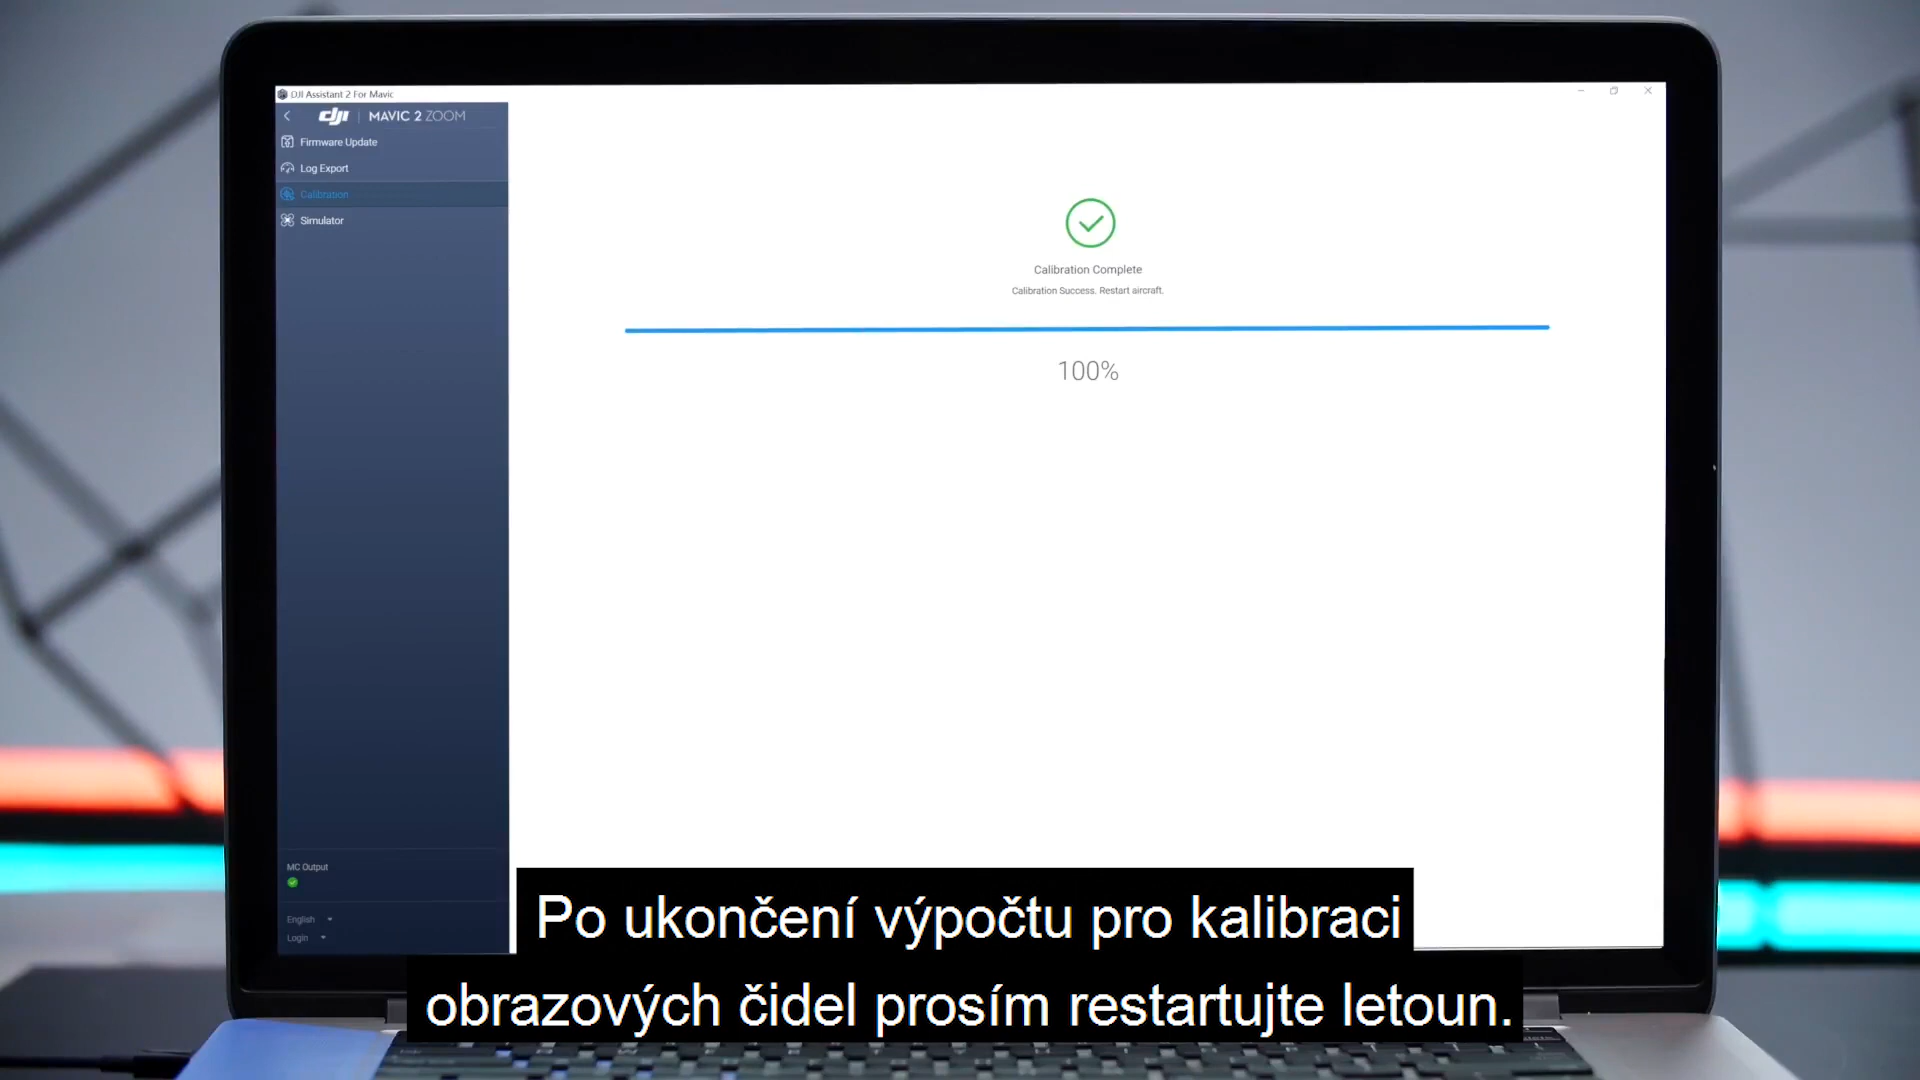 DJI Assistant 2 For Mavic
dji | MAVIC 2 ZOOM
Firmware Update
Log Export
Calibration
Simulator
Calibration Complete
Calibration Success. Restart aircraft.
100%
MC Output
English
Login
Po ukončení výpočtu pro kalibraci
obrazových čidel prosím restartujte letoun.